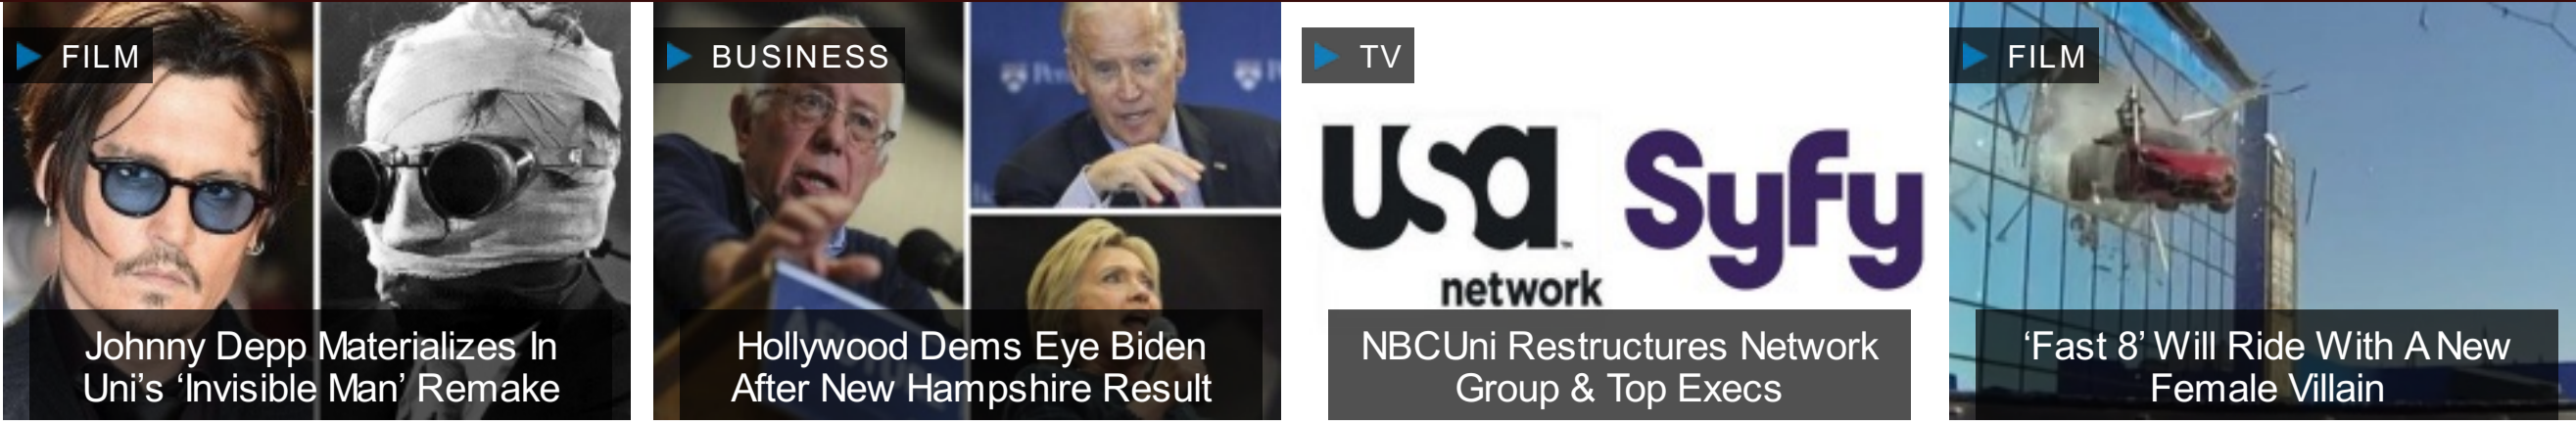 FILM
Johnny Depp Materializes In
Uni’s ‘Invisible Man’ Remake
BUSINESS
Hollywood Dems Eye Biden
After New Hampshire Result
TV
usa
network
Syfy
NBCUni Restructures Network
Group & Top Execs
FILM
‘Fast 8’ Will Ride With A New
Female Villain